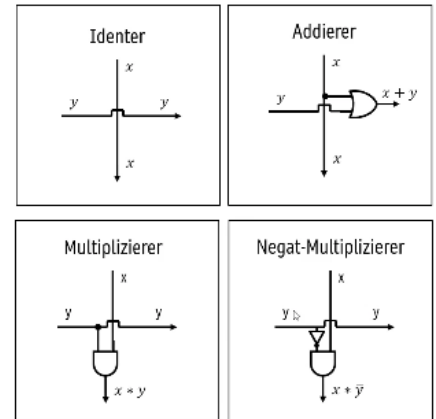 Identer
x
y y
x
Addierer
x
y
x + y
x
Multiplizierer
x
y y
x * y
Negat-Multiplizierer
x
y y
x * ȳ